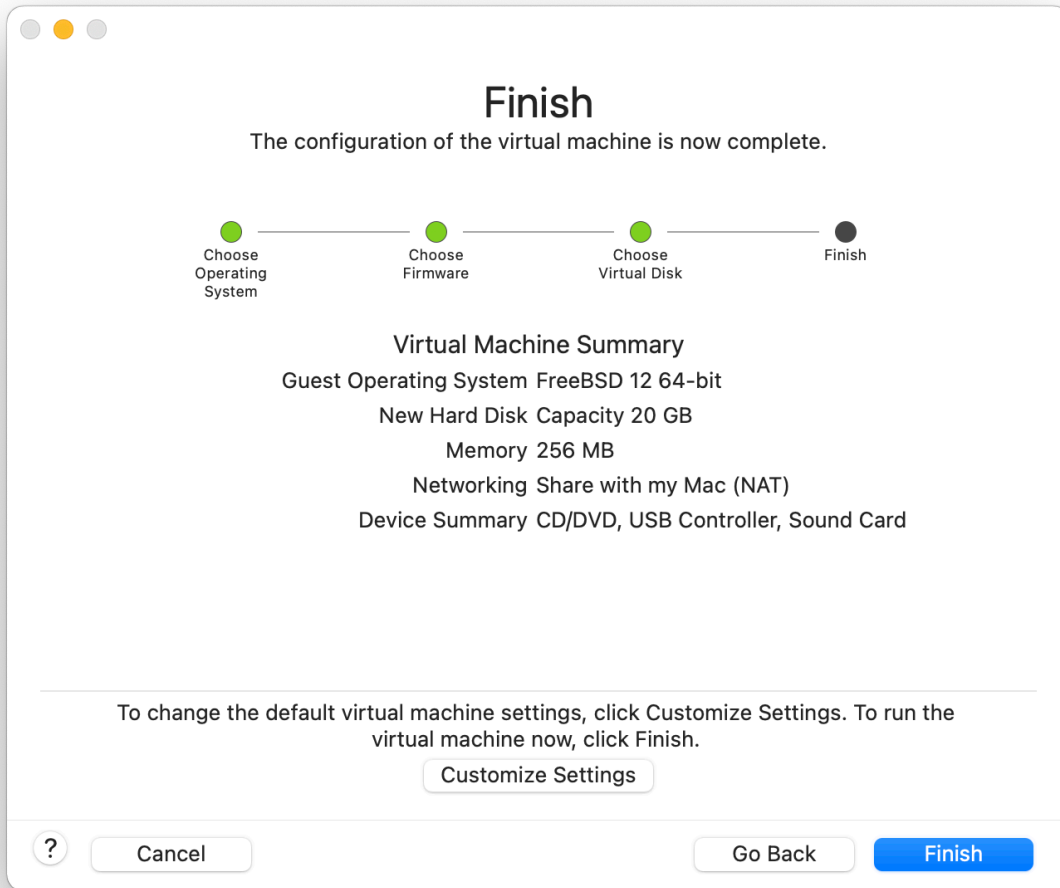 Finish
The configuration of the virtual machine is now complete.
Choose
Operating
System
Choose
Firmware
Choose
Virtual Disk
Finish
Virtual Machine Summary
Guest Operating System FreeBSD 12 64-bit
New Hard Disk Capacity 20 GB
Memory 256 MB
Networking Share with my Mac (NAT)
Device Summary CD/DVD, USB Controller, Sound Card
To change the default virtual machine settings, click Customize Settings. To run the
virtual machine now, click Finish.
Customize Settings
? Cancel Go Back Finish